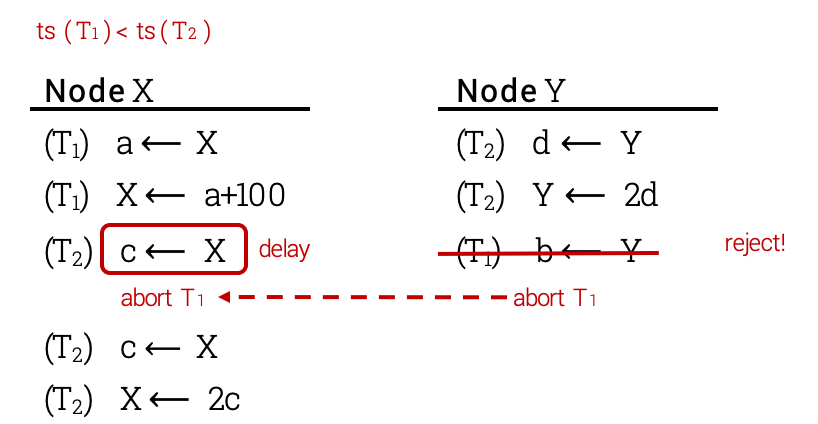 ts (T₁) < ts (T₂)
Node X
(T₁) a ← X
(T₁) X ← a+100
(T₂) c ← X delay
abort T₁
(T₂) c ← X
(T₂) X ← 2c
Node Y
(T₂) d ← Y
(T₂) Y ← 2d
(T₁) b ← Y reject!
abort T₁